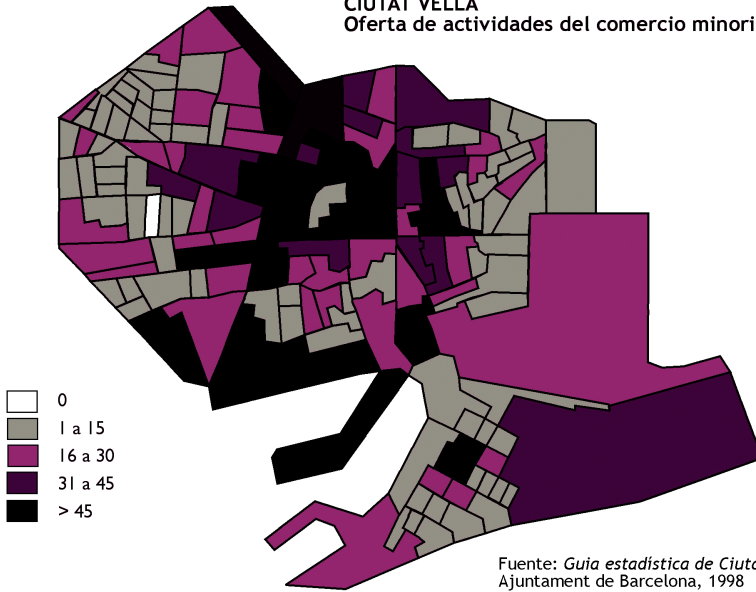 CIUTAT VELLA
Oferta de actividades del comercio minori
0
1 a 15
16 a 30
31 a 45
> 45
Fuente: Guia estadística de Ciuta
Ajuntament de Barcelona, 1998